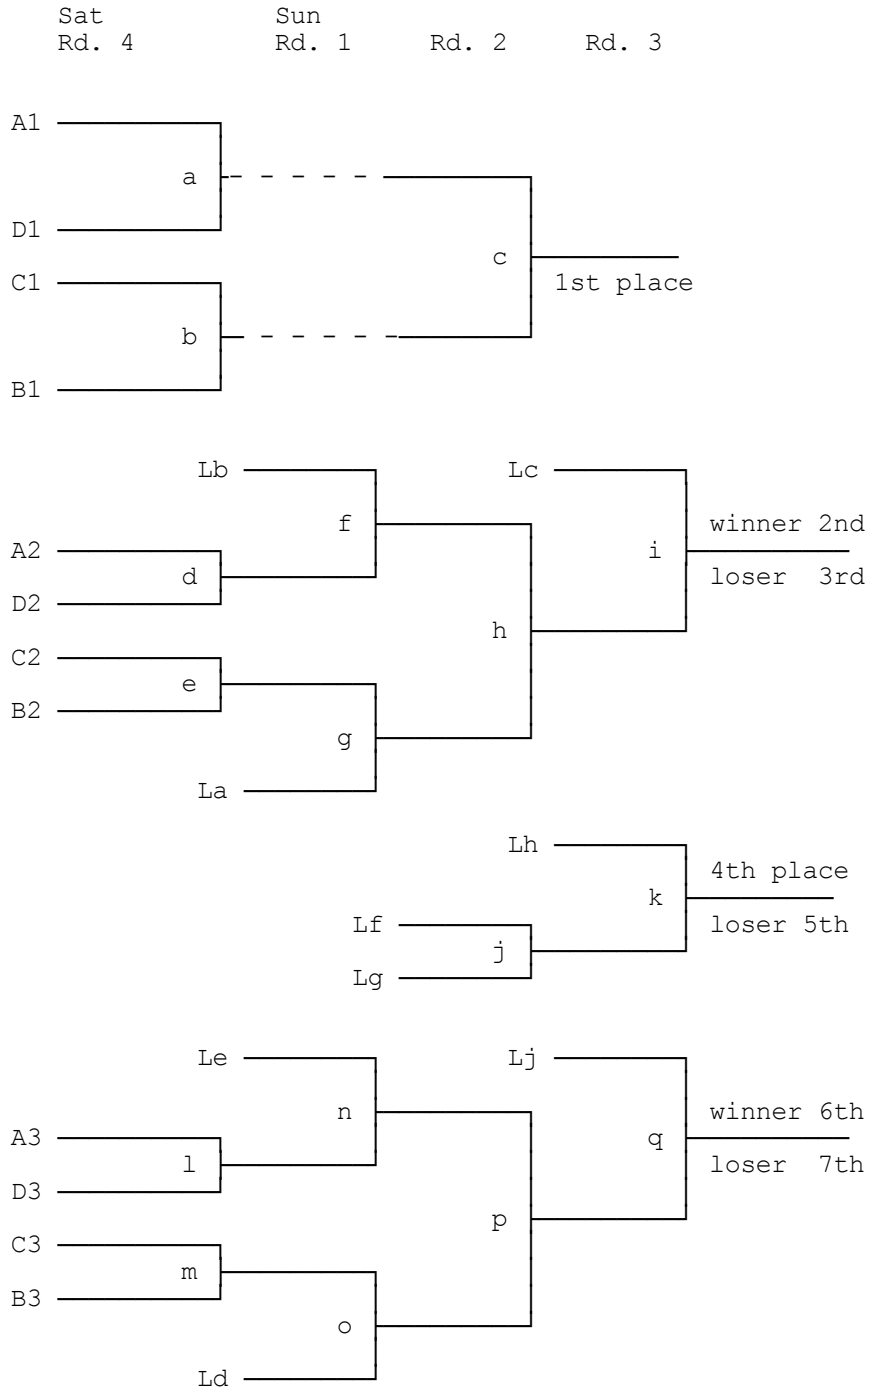 Sat Sun
Rd. 4 Rd. 1 Rd. 2 Rd. 3
A1
a
D1
c
C1 1st place
b
B1
Lb Lc
f winner 2nd
A2 i
d loser 3rd
D2
h
C2
e
B2
g
La
Lh
4th place
k
Lf loser 5th
j
Lg
Le Lj
n winner 6th
A3 q
l loser 7th
D3
p
C3
m
B3
o
Ld